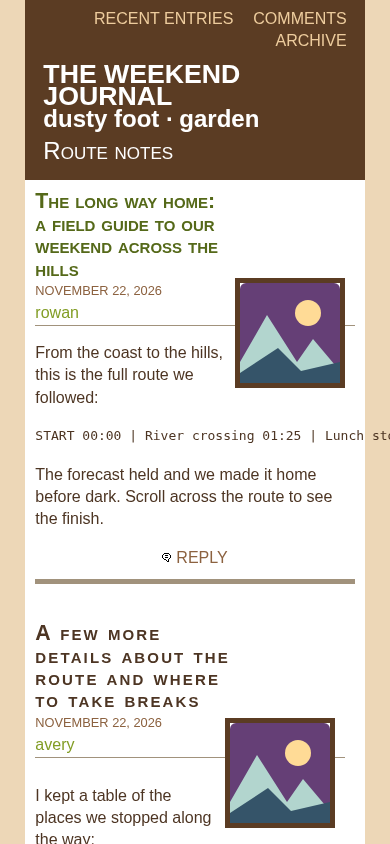 RECENT ENTRIES COMMENTS
ARCHIVE
THE WEEKEND
JOURNAL
dusty foot · garden
Route notes
The long way home:
a field guide to our
weekend across the
hills
NOVEMBER 22, 2026
rowan
From the coast to the hills,
this is the full route we
followed:
START 00:00 | River crossing 01:25 | Lunch
The forecast held and we made it home
before dark. Scroll across the route to see
the finish.
REPLY
A few more
details about the
route and where
to take breaks
NOVEMBER 22, 2026
avery
I kept a table of the
places we stopped along
the way: